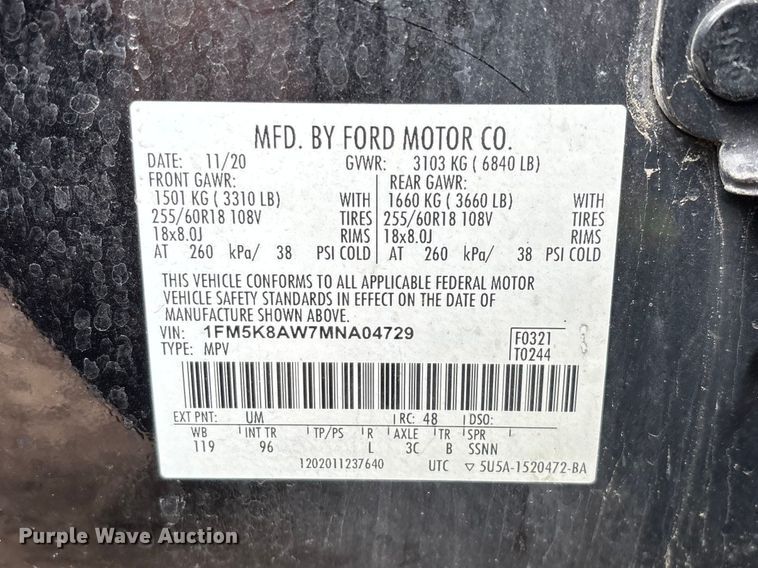 MFD. BY FORD MOTOR CO.
DATE: 11/20 GVWR: 3103 KG ( 6840 LB)
FRONT GAWR: REAR GAWR:
1501 KG ( 3310 LB) WITH 1660 KG ( 3660 LB) WITH
255/60R18 108V TIRES 255/60R18 108V TIRES
18x8.0J RIMS 18x8.0J RIMS
AT 260 kPa/ 38 PSI COLD AT 260 kPa/ 38 PSI COLD
THIS VEHICLE CONFORMS TO ALL APPLICABLE FEDERAL MOTOR
VEHICLE SAFETY STANDARDS IN EFFECT ON THE DATE OF
MANUFACTURE SHOWN ABOVE.
VIN: 1FM5K8AW7MNA04729 F0321
TYPE: MPV T0244
EXT PNT: UM RC: 48 DSO:
WB INT TR TP/PS R AXLE TR SPR
119 96 L 3C B SSNN
1202011237640 UTC ▽ 5U5A-1520472-BA
Purple Wave Auction